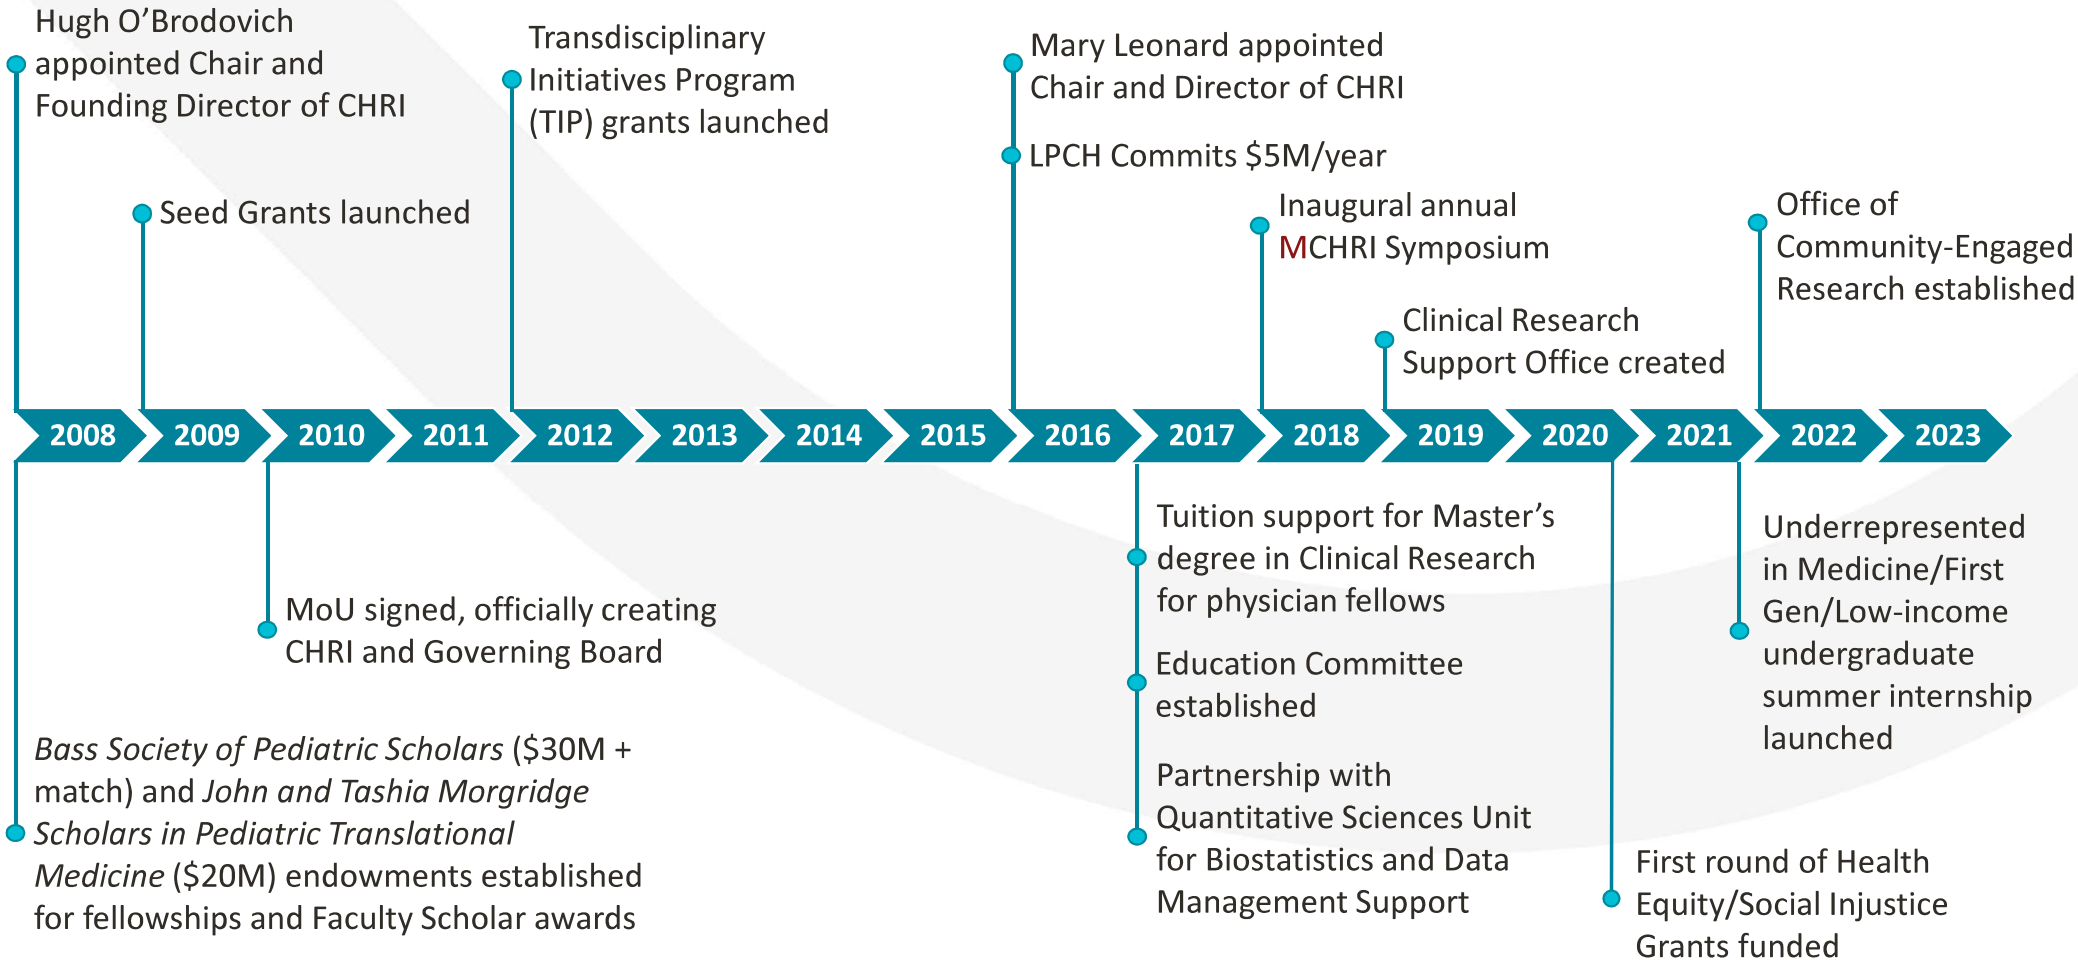 Hugh O’Brodovich
appointed Chair and
Founding Director of CHRI
Transdisciplinary
Initiatives Program
(TIP) grants launched
Mary Leonard appointed
Chair and Director of CHRI
LPCH Commits $5M/year
Seed Grants launched
Inaugural annual
MCHRI Symposium
Office of
Community-Engaged
Research established
Clinical Research
Support Office created
2008
2009
2010
2011
2012
2013
2014
2015
2016
2017
2018
2019
2020
2021
2022
2023
MoU signed, officially creating
CHRI and Governing Board
Bass Society of Pediatric Scholars ($30M +
match) and John and Tashia Morgridge
Scholars in Pediatric Translational
Medicine ($20M) endowments established
for fellowships and Faculty Scholar awards
Tuition support for Master’s
degree in Clinical Research
for physician fellows
Education Committee
established
Partnership with
Quantitative Sciences Unit
for Biostatistics and Data
Management Support
Underrepresented
in Medicine/First
Gen/Low-income
undergraduate
summer internship
launched
First round of Health
Equity/Social Injustice
Grants funded